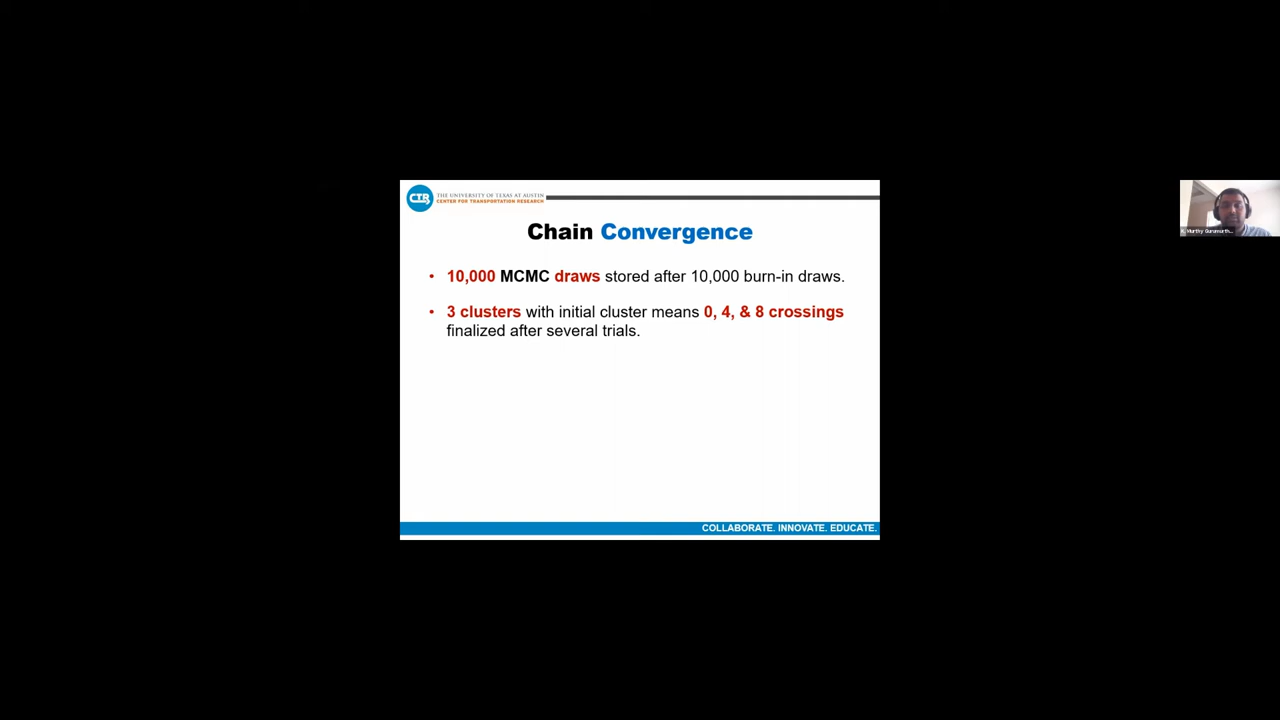 CTR
THE UNIVERSITY OF TEXAS AT AUSTIN
CENTER FOR TRANSPORTATION RESEARCH
Chain Convergence
• 10,000 MCMC draws stored after 10,000 burn-in draws.
• 3 clusters with initial cluster means 0, 4, & 8 crossings
finalized after several trials.
COLLABORATE. INNOVATE. EDUCATE.